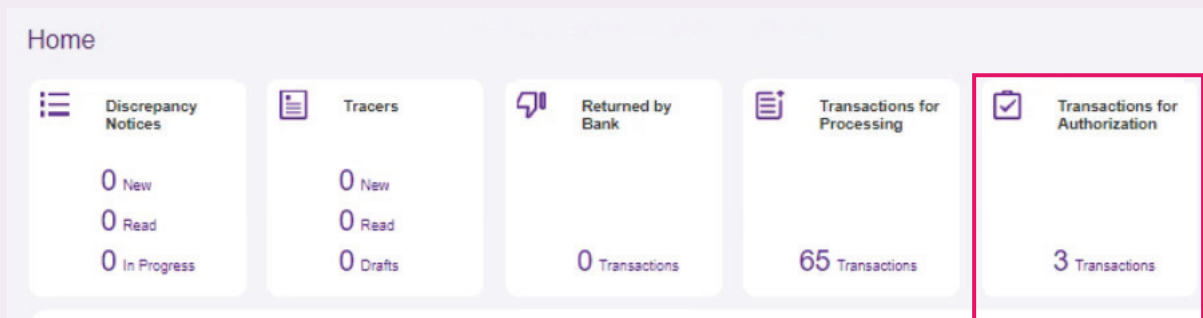 Home
Discrepancy
Notices
0 New
0 Read
0 In Progress
Tracers
0 New
0 Read
0 Drafts
Returned by
Bank
0 Transactions
Transactions for
Processing
65 Transactions
Transactions for
Authorization
3 Transactions